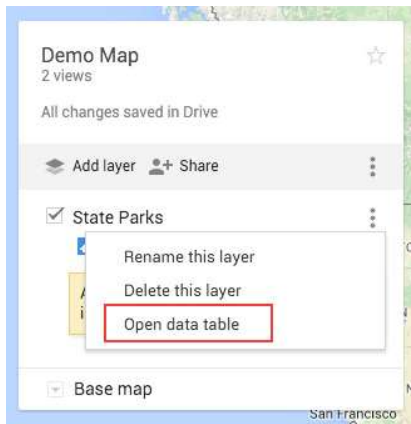 Demo Map
2 views
All changes saved in Drive
Add layer Share
State Parks
Rename this layer
Delete this layer
Open data table
Base map
San Francisco